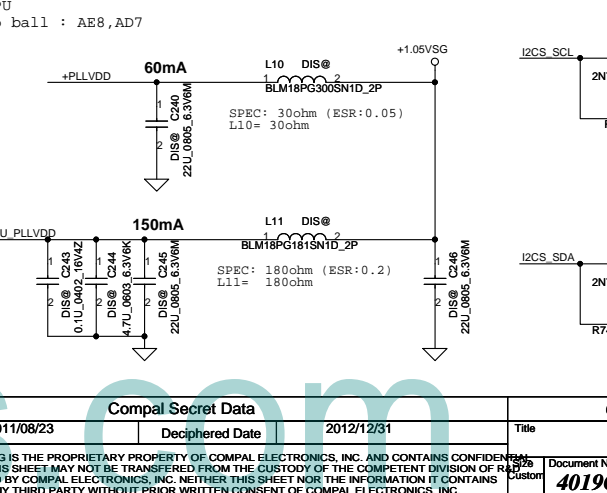 ball : AE8,AD7
+1.05VSG
I2CS_SCL
60mA
L10 DIS@
+PLLVDD
1 2
BLM18PG300SN1D_2P
2N
1
2
DIS@ C240
22U_0805_6.3V6M
SPEC: 30ohm (ESR:0.05)
L10= 30ohm
150mA
L11 DIS@
U_PLLVDD
1 2
BLM18PG181SN1D_2P
SPEC: 180ohm (ESR:0.2)
L11= 180ohm
I2CS_SDA
2N
R7
1
2
DIS@ C243
0.1U_0402_16V4Z
1
2
DIS@ C244
4.7U_0603_6.3V6K
1
2
DIS@ C245
22U_0805_6.3V6M
1
2
DIS@ C246
22U_0805_6.3V6M
s.com
Compal Secret Data
011/08/23 Deciphered Date 2012/12/31
Title
G IS THE PROPRIETARY PROPERTY OF COMPAL ELECTRONICS, INC. AND CONTAINS CONFIDENTIAL
IS SHEET MAY NOT BE TRANSFERED FROM THE CUSTODY OF THE COMPETENT DIVISION OF R&D
D BY COMPAL ELECTRONICS, INC. NEITHER THIS SHEET NOR THE INFORMATION IT CONTAINS
Y THIRD PARTY WITHOUT PRIOR WRITTEN CONSENT OF COMPAL ELECTRONICS, INC.
Size Document N
Custom 4019